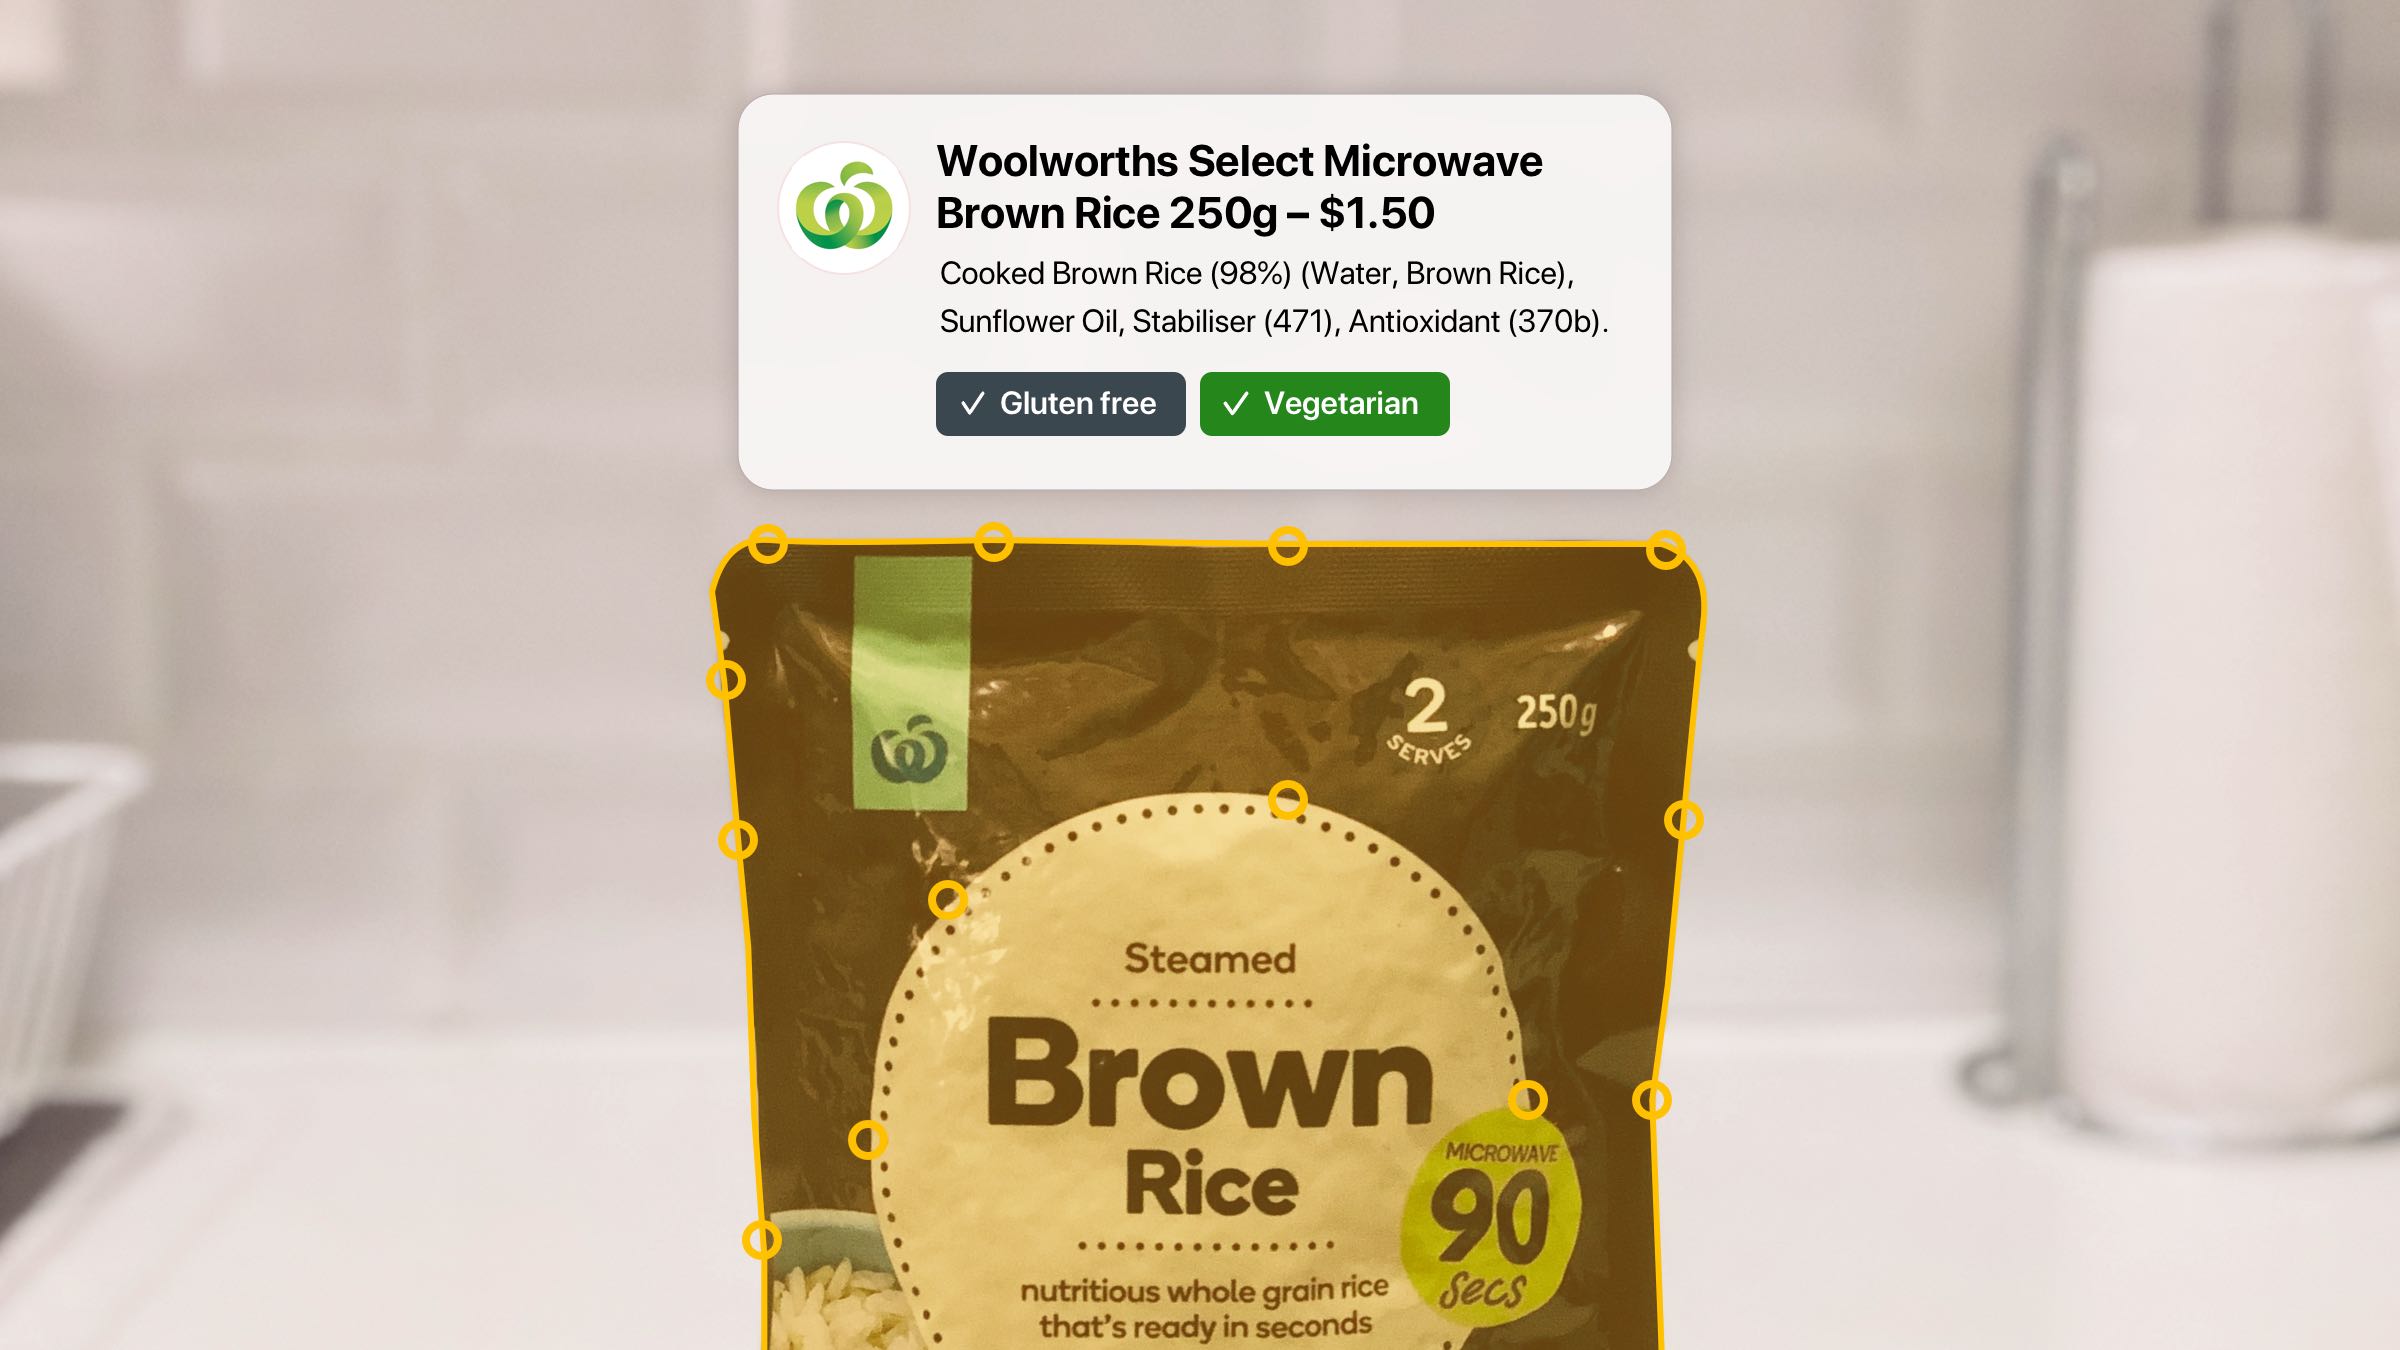 Woolworths Select Microwave
Brown Rice 250g – $1.50
Cooked Brown Rice (98%) (Water, Brown Rice),
Sunflower Oil, Stabiliser (471), Antioxidant (370b).
✓ Gluten free ✓ Vegetarian
2
SERVES
250g
Steamed
Brown
Rice
MICROWAVE
90
secs
nutritious whole grain rice
that's ready in seconds